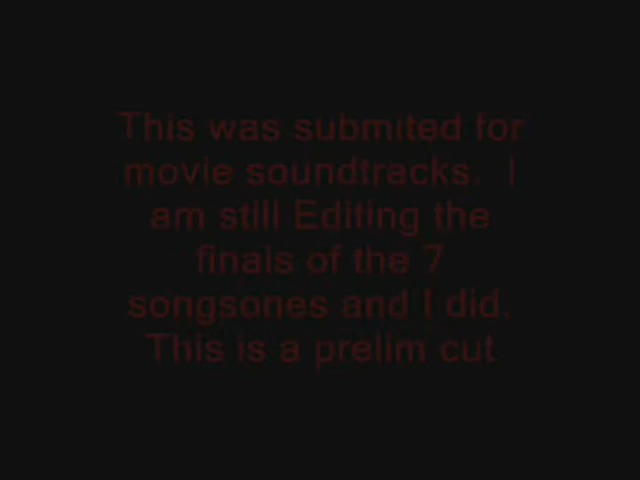 This was submited for
movie soundtracks.  I
am still Editing the
finals of the 7
songsones and I did.
This is a prelim cut